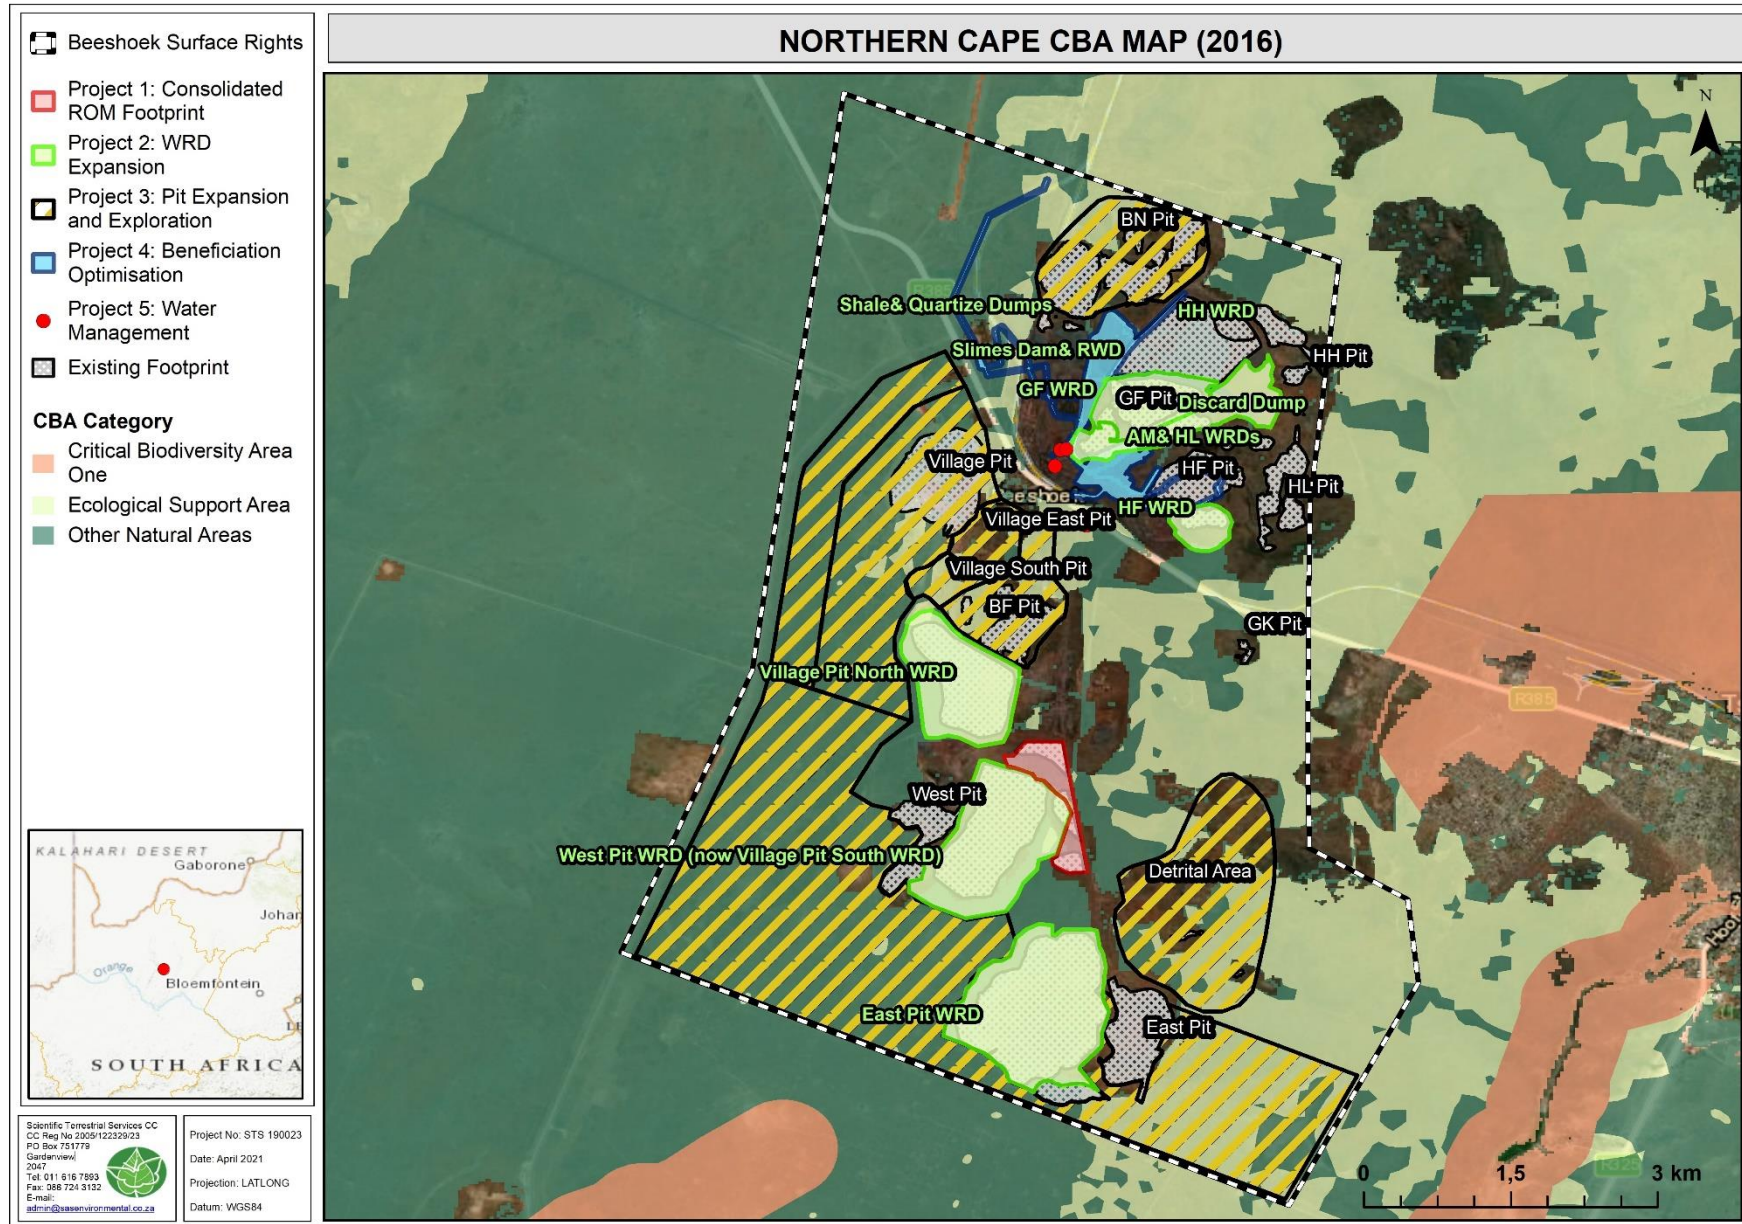 NORTHERN CAPE CBA MAP (2016)
Beeshoek Surface Rights
Project 1: Consolidated
ROM Footprint
Project 2: WRD
Expansion
Project 3: Pit Expansion
and Exploration
Project 4: Beneficiation
Optimisation
Project 5: Water
Management
Existing Footprint
CBA Category
Critical Biodiversity Area
One
Ecological Support Area
Other Natural Areas
KALAHARI DESERT
Gaborone
Johan
Orange
Bloemfontein
LE
SOUTH AFRICA
Scientific Terrestrial Services CC
CC Reg No 2005/122329/23
PO Box 751779
Gardenview
2047
Tel: 011 616 7893
Fax: 086 724 3132
E-mail:
admin@sasenvironmental.co.za
Project No: STS 190023
Date: April 2021
Projection: LATLONG
Datum: WGS84
N
BN Pit
R385
Shale& Quartize Dumps
HH WRD
Slimes Dam& RWD
HH Pit
GF WRD
GF Pit
Discard Dump
AM& HL WRDs
Village Pit
HF Pit
HL Pit
eeshoe
HF WRD
Village East Pit
Village South Pit
BF Pit
GK Pit
Village Pit North WRD
R385
West Pit
West Pit WRD (now Village Pit South WRD)
Detrital Area
East Pit WRD
East Pit
R325
0 1,5 3 km